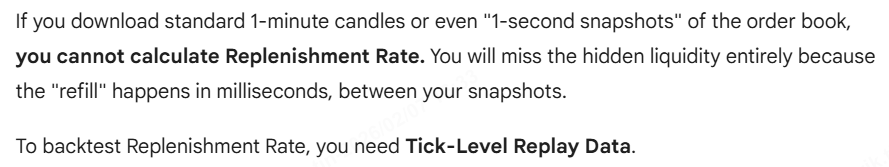 If you download standard 1-minute candles or even "1-second snapshots" of the order book,
you cannot calculate Replenishment Rate. You will miss the hidden liquidity entirely because
the "refill" happens in milliseconds, between your snapshots.
To backtest Replenishment Rate, you need Tick-Level Replay Data.